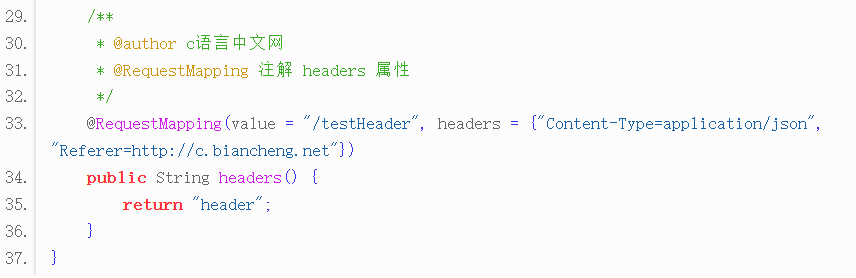 29. /**
30. * @author c语言中文网
31. * @RequestMapping 注解 headers 属性
32. */
33. @RequestMapping(value = "/testHeader", headers = {"Content-Type=application/json",
"Referer=http://c.biancheng.net"})
34. public String headers() {
35. return "header";
36. }
37. }